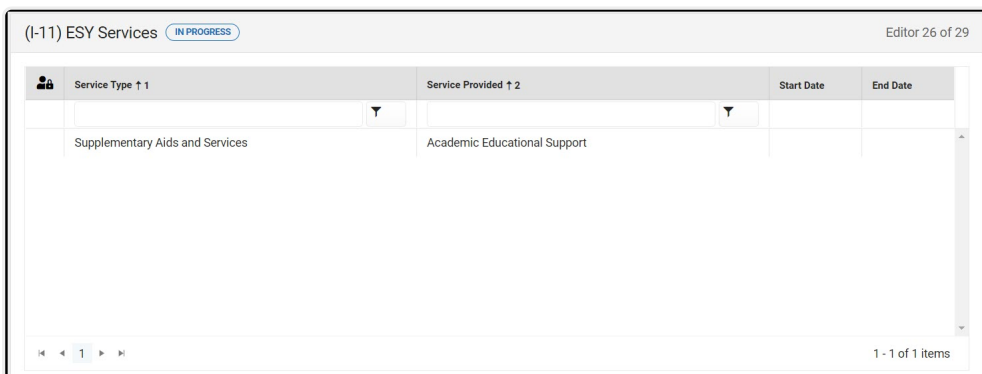 (I-11) ESY Services IN PROGRESS Editor 26 of 29
Service Type ↑ 1 Service Provided ↑ 2 Start Date End Date
Supplementary Aids and Services Academic Educational Support
1 1 - 1 of 1 items